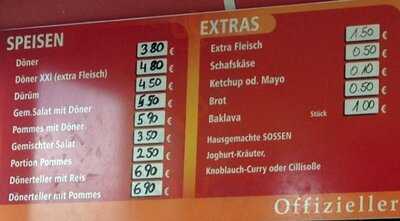 SPEISEN
Döner 3.80 €
Döner XXl (extra Fleisch) 4.80 €
Dürüm 4.50 €
Gem.Salat mit Döner 5.50 €
Pommes mit Döner 5.90 €
Gemischter Salat 3.50 €
Portion Pommes 2.50 €
Dönerteller mit Reis 6.90 €
Dönerteller mit Pommes 6.90 €
EXTRAS
Extra Fleisch 1.50 €
Schafskäse 0.50 €
Ketchup od. Mayo 0.10 €
Brot 0.50 €
Baklava Stück 1.00 €
Hausgemachte SOSSEN
Joghurt-Kräuter,
Knoblauch-Curry oder Cillisoße
Offizieller